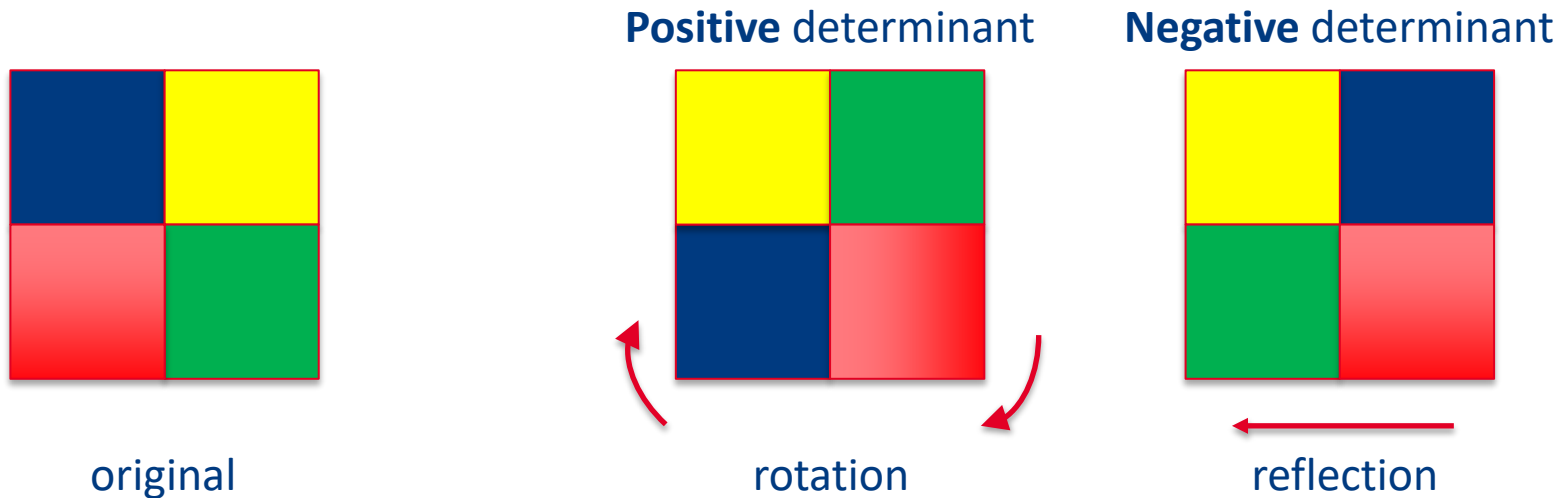 Positive determinant
Negative determinant
original
rotation
reflection